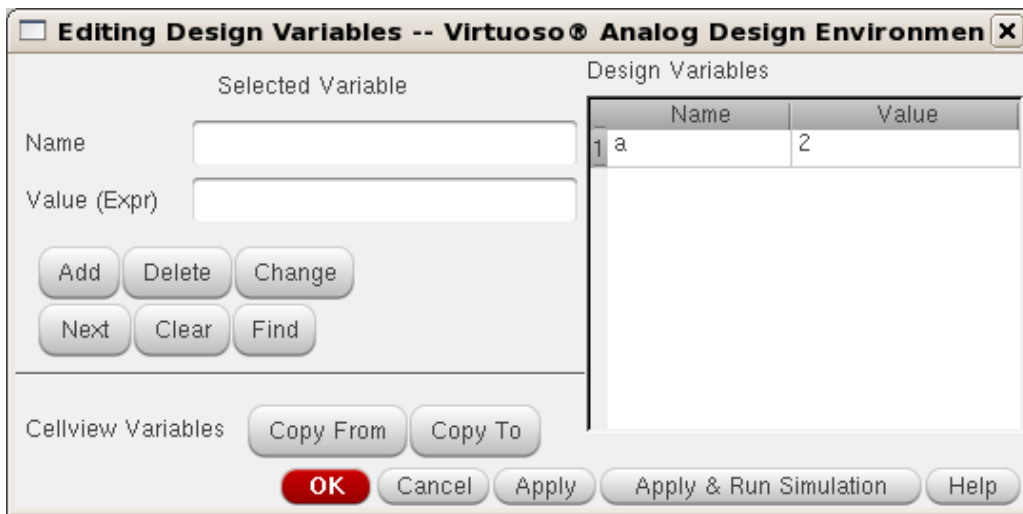 Editing Design Variables -- Virtuoso® Analog Design Environmen
Selected Variable
Name
Value (Expr)
Add Delete Change
Next Clear Find
Cellview Variables Copy From Copy To
Design Variables
Name Value
1 a 2
OK Cancel Apply Apply & Run Simulation Help